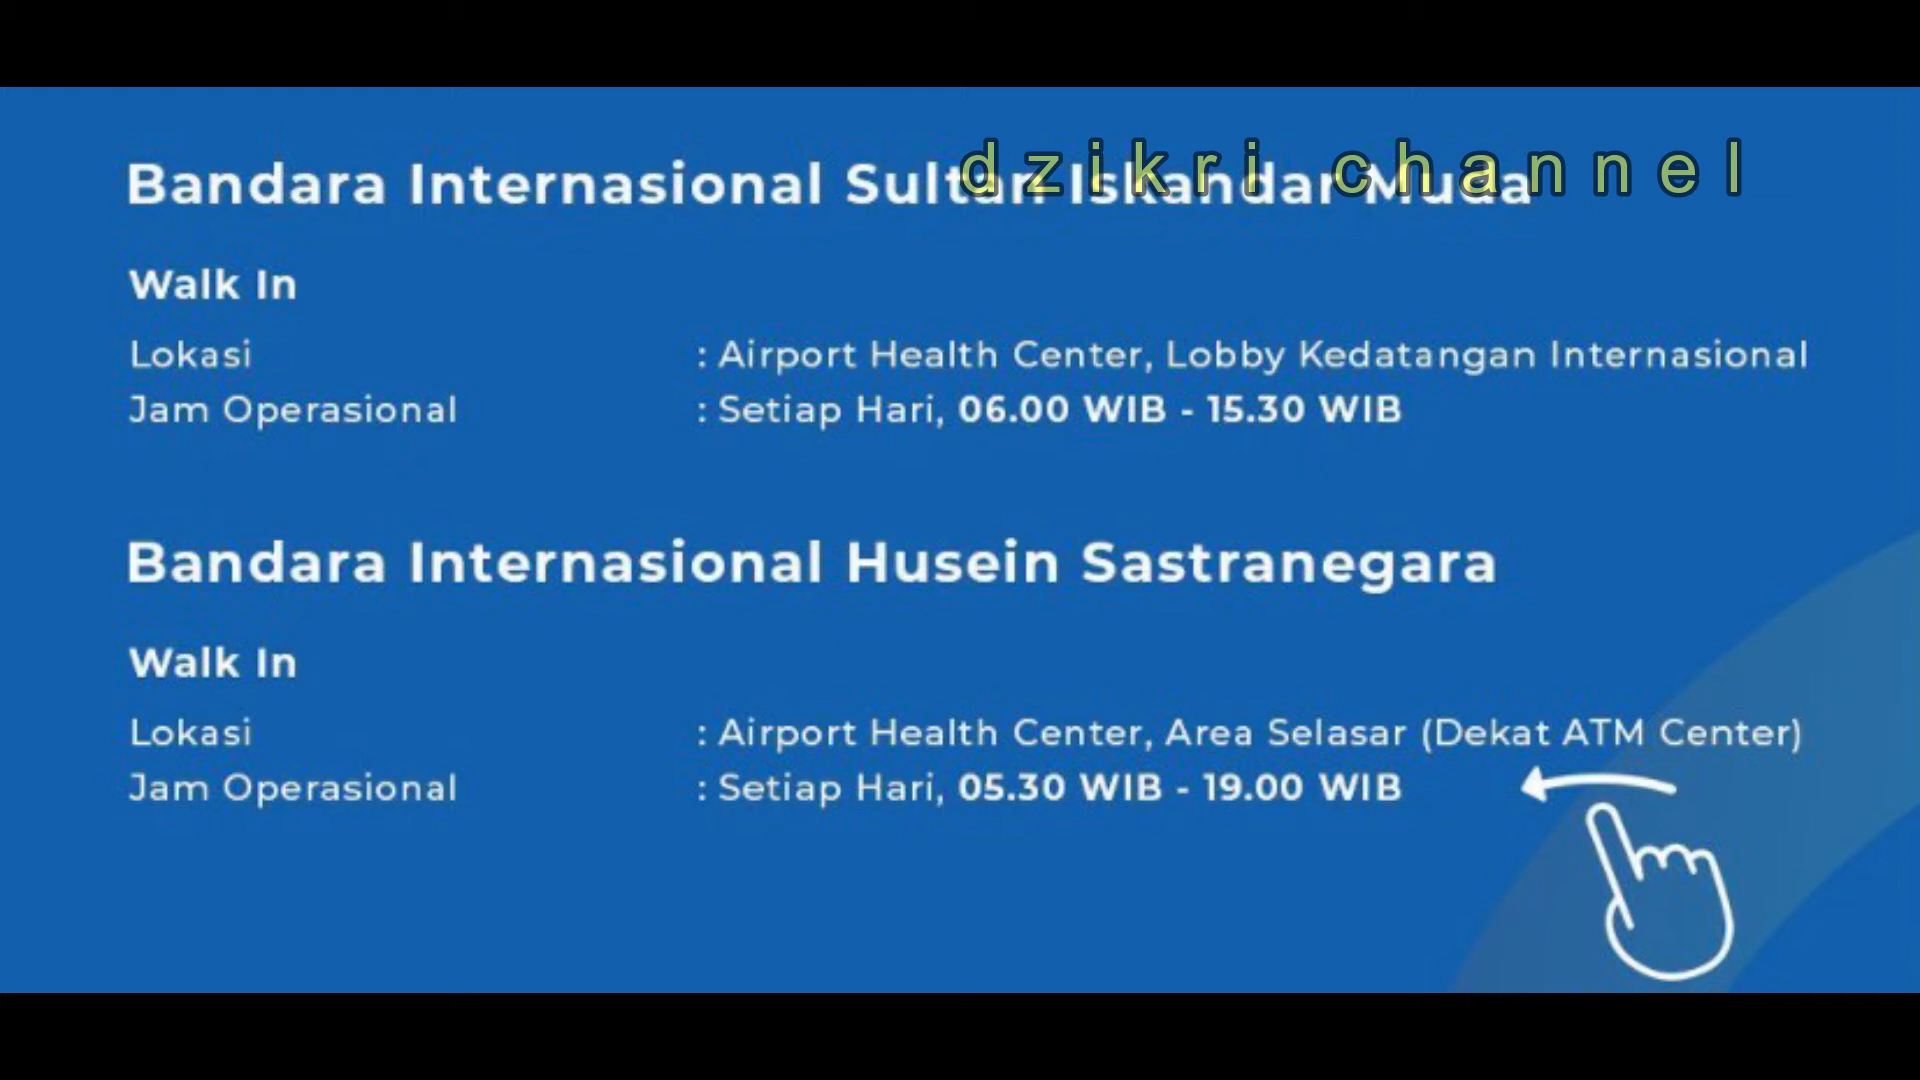 dzikri channel
Bandara Internasional Sultan Iskandar Muda
Walk In
Lokasi : Airport Health Center, Lobby Kedatangan Internasional
Jam Operasional : Setiap Hari, 06.00 WIB - 15.30 WIB
Bandara Internasional Husein Sastranegara
Walk In
Lokasi : Airport Health Center, Area Selasar (Dekat ATM Center)
Jam Operasional : Setiap Hari, 05.30 WIB - 19.00 WIB